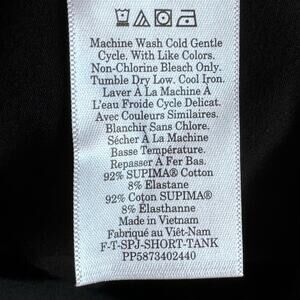 Machine Wash Cold Gentle
Cycle. With Like Colors.
Non-Chlorine Bleach Only.
Tumble Dry Low. Cool Iron.
Laver À La Machine À
L'eau Froide Cycle Delicat.
Avec Couleurs Similaires.
Blanchir Sans Chlore.
Sécher À La Machine
Basse Température.
Repasser À Fer Bas.
92% SUPIMA® Cotton
8% Elastane
92% Coton SUPIMA®
8% Élasthanne
Made in Vietnam
Fabriqué au Viêt-Nam
F-T-SPJ-SHORT-TANK
PP5873402440